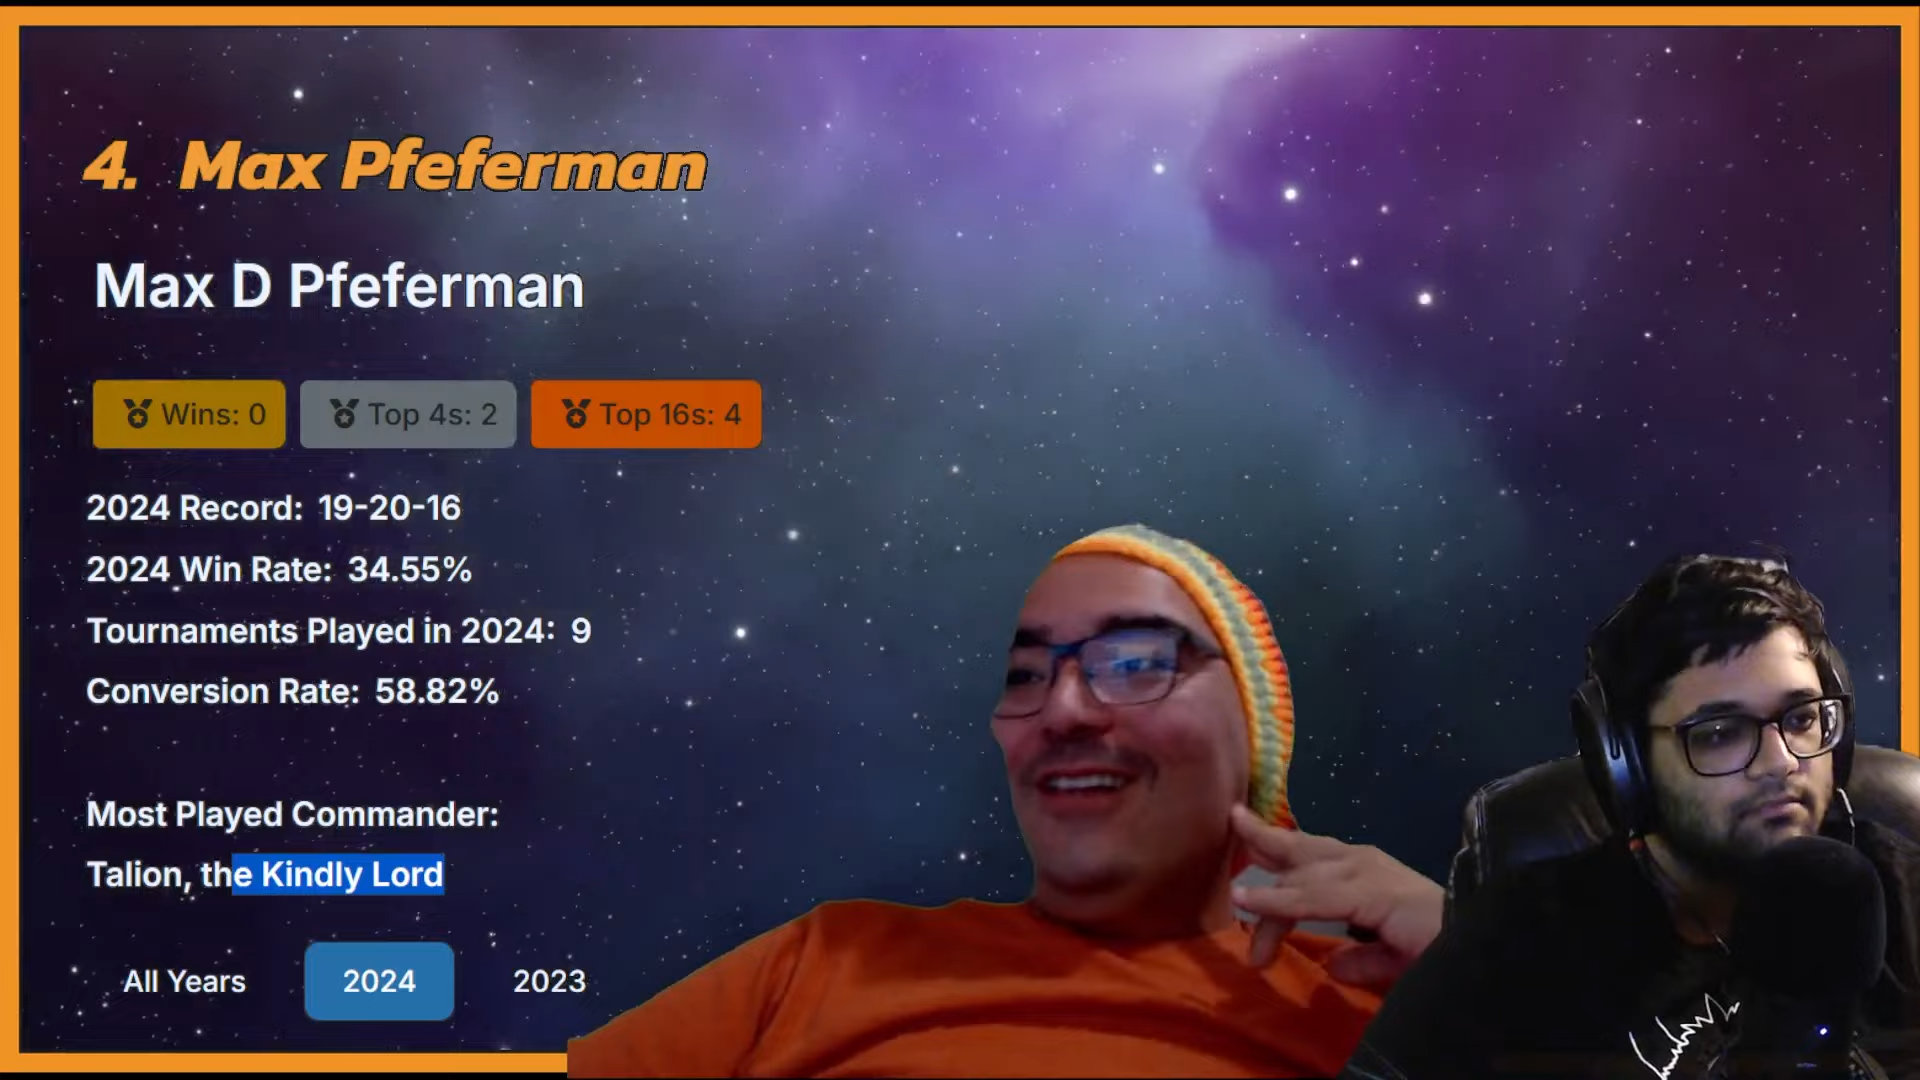 4. Max Pfeferman
Max D Pfeferman
Wins: 0 Top 4s: 2 Top 16s: 4
2024 Record: 19-20-16
2024 Win Rate: 34.55%
Tournaments Played in 2024: 9
Conversion Rate: 58.82%
Most Played Commander:
Talion, the Kindly Lord
All Years 2024 2023